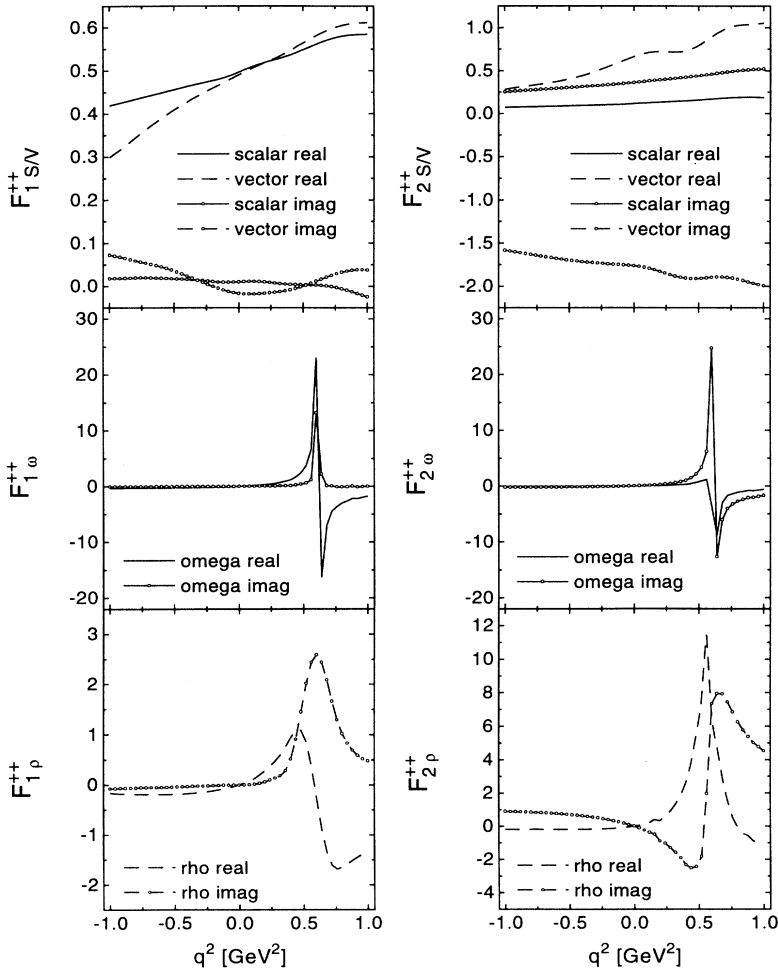 0.6
0.5
0.4
0.3
0.1
0.0
F₁ S/V⁺⁺
scalar real
vector real
scalar imag
vector imag
1.0
0.5
0.0
-1.0
-1.5
-2.0
F₂ S/V⁺⁺
scalar real
vector real
scalar imag
vector imag
30
20
10
0
-10
-20
F₁ ω⁺⁺
omega real
omega imag
30
20
10
0
-10
-20
F₂ ω⁺⁺
omega real
omega imag
3
2
1
0
-1
-2
F₁ ρ⁺⁺
rho real
rho imag
-1.0 -0.5 0.0 0.5 1.0
q² [GeV²]
12
10
8
6
4
2
0
-2
-4
F₂ ρ⁺⁺
rho real
rho imag
-1.0 -0.5 0.0 0.5 1.0
q² [GeV²]